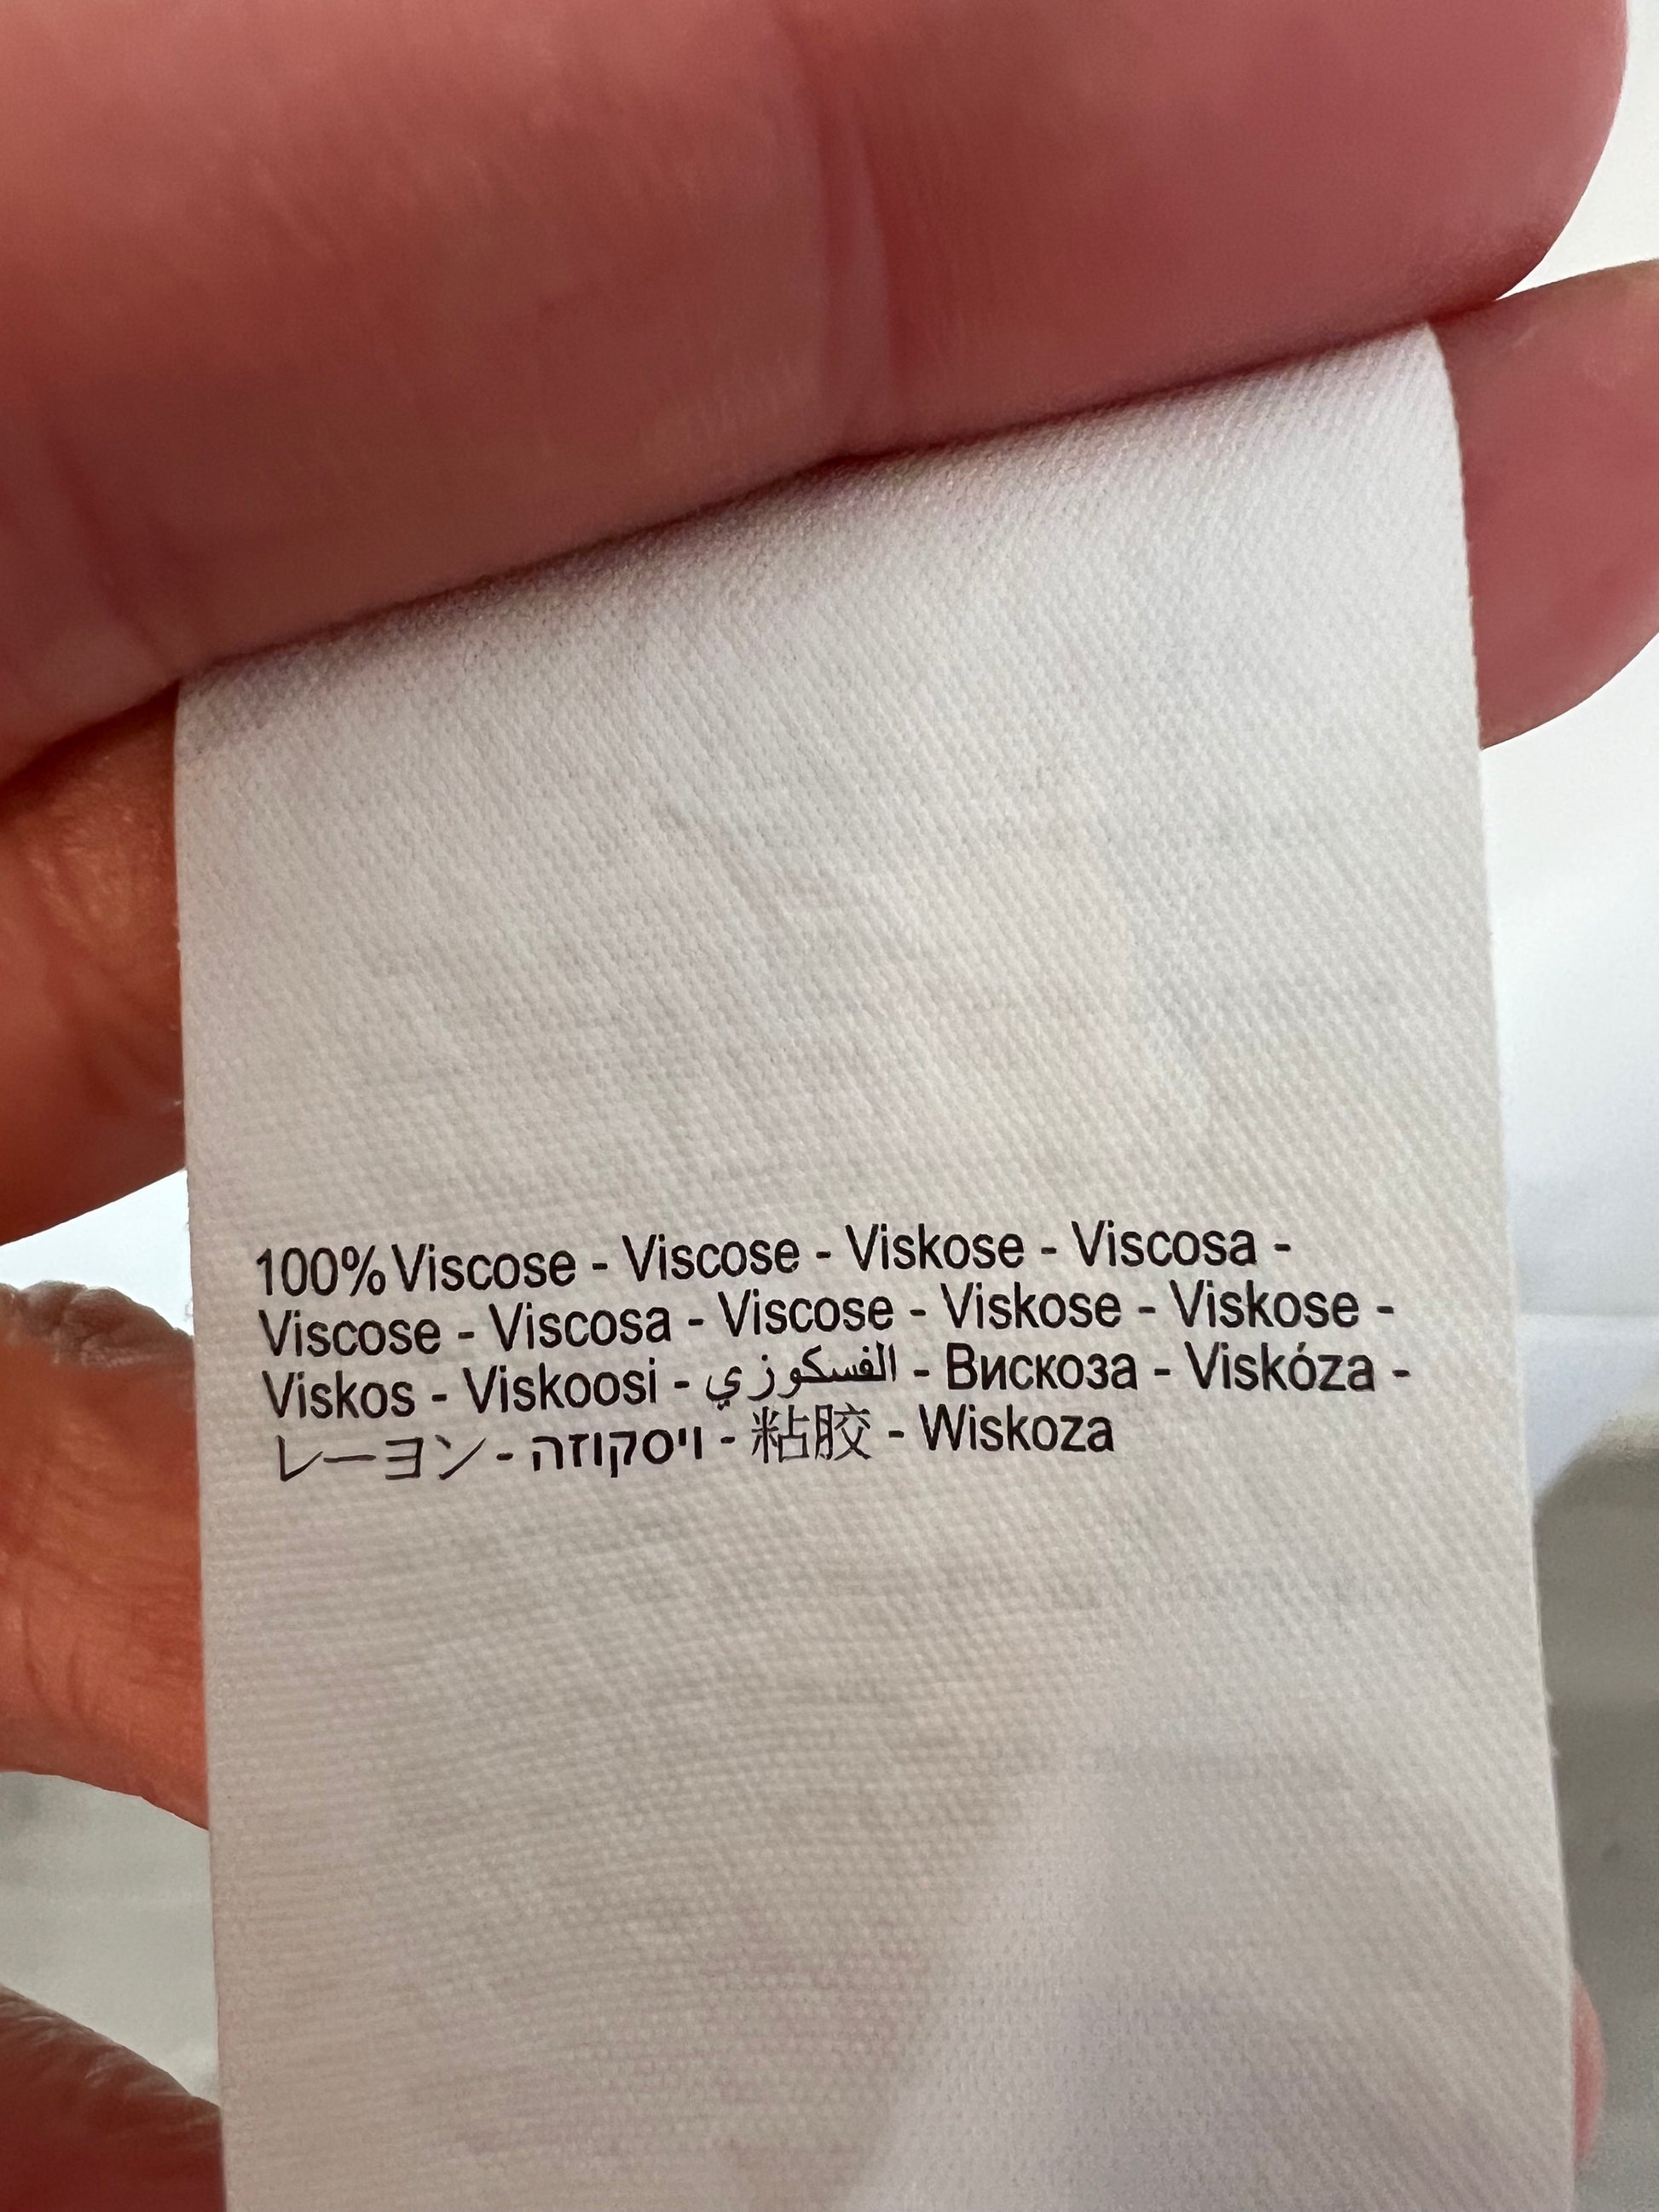 100% Viscose - Viscose - Viskose - Viscosa -
Viscose - Viscosa - Viscose - Viskose - Viskose -
Viskos - Viskoosi - الفسكوزي - Вискоза - Viskóza -
レーヨン - ויסקוזה - 粘胶 - Wiskoza